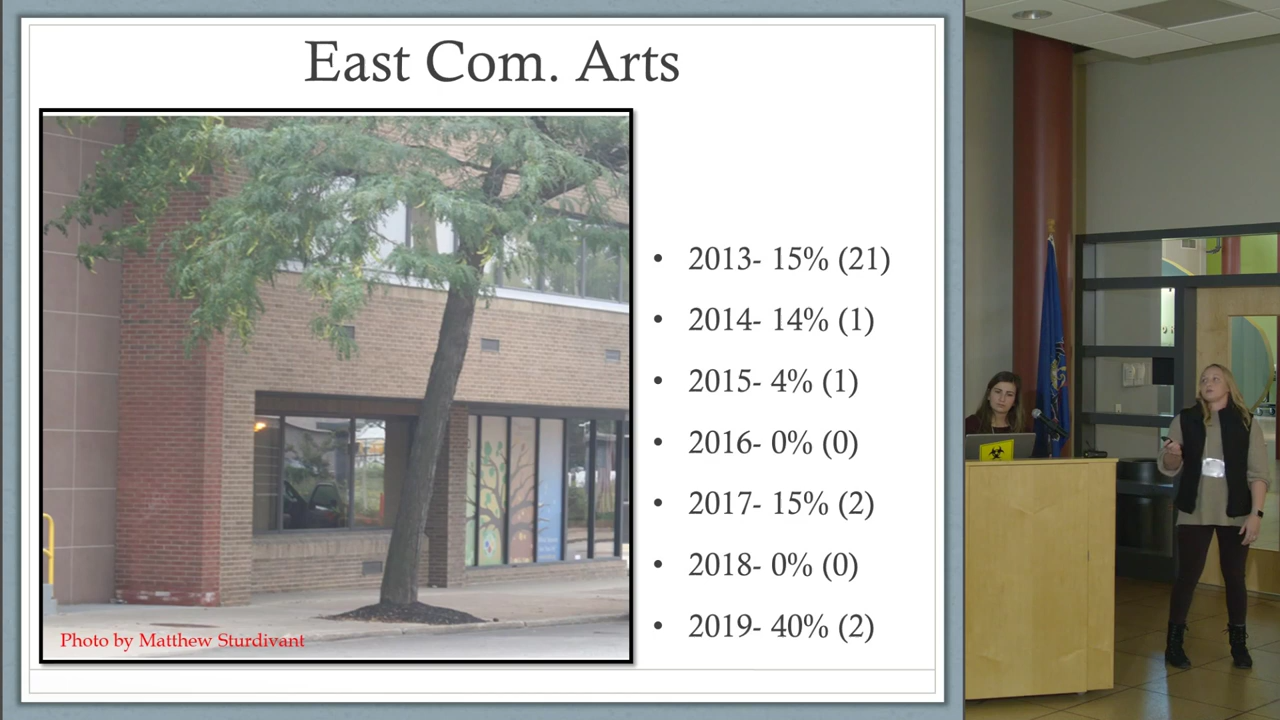 East Com. Arts
2013- 15% (21)
2014- 14% (1)
2015- 4% (1)
2016- 0% (0)
2017- 15% (2)
2018- 0% (0)
2019- 40% (2)
Photo by Matthew Sturdivant